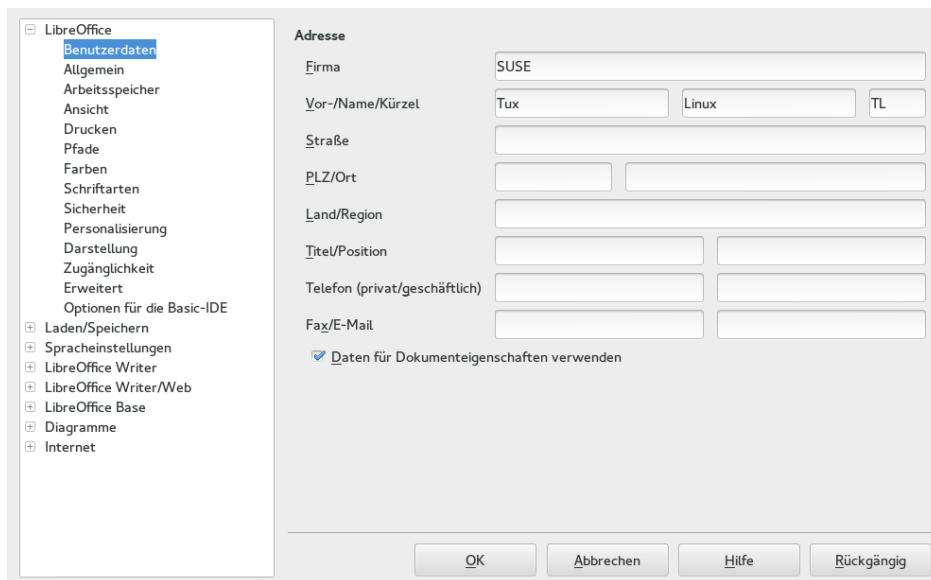 LibreOffice
Benutzerdaten
Allgemein
Arbeitsspeicher
Ansicht
Drucken
Pfade
Farben
Schriftarten
Sicherheit
Personalisierung
Darstellung
Zugänglichkeit
Erweitert
Optionen für die Basic-IDE
Laden/Speichern
Spracheinstellungen
LibreOffice Writer
LibreOffice Writer/Web
LibreOffice Base
Diagramme
Internet
Adresse
Firma SUSE
Vor-/Name/Kürzel Tux Linux TL
Straße
PLZ/Ort
Land/Region
Titel/Position
Telefon (privat/geschäftlich)
Fax/E-Mail
Daten für Dokumenteigenschaften verwenden
OK Abbrechen Hilfe Rückgängig